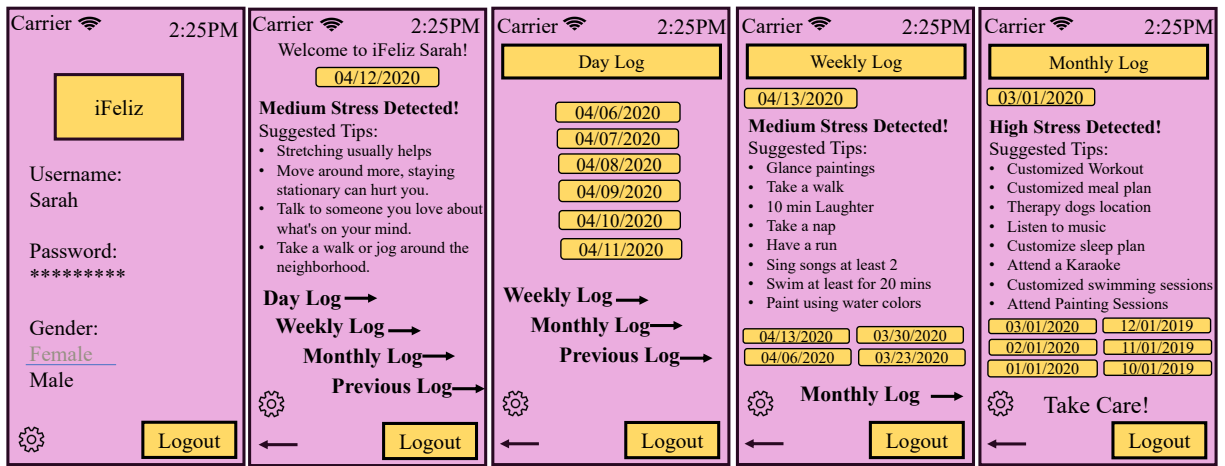 Carrier 2:25PM
iFeliz
Username:
Sarah
Password:
*********
Gender:
Female
Male
Logout
Carrier 2:25PM
Welcome to iFeliz Sarah!
04/12/2020
Medium Stress Detected!
Suggested Tips:
• Stretching usually helps
• Move around more, staying
stationary can hurt you.
• Talk to someone you love about
what's on your mind.
• Take a walk or jog around the
neighborhood.
Day Log
Weekly Log
Monthly Log
Previous Log
Logout
Carrier 2:25PM
Day Log
04/06/2020
04/07/2020
04/08/2020
04/09/2020
04/10/2020
04/11/2020
Weekly Log
Monthly Log
Previous Log
Logout
Carrier 2:25PM
Weekly Log
04/13/2020
Medium Stress Detected!
Suggested Tips:
• Glance paintings
• Take a walk
• 10 min Laughter
• Take a nap
• Have a run
• Sing songs at least 2
• Swim at least for 20 mins
• Paint using water colors
04/13/2020 03/30/2020
04/06/2020 03/23/2020
Monthly Log
Logout
Carrier 2:25PM
Monthly Log
03/01/2020
High Stress Detected!
Suggested Tips:
• Customized Workout
• Customized meal plan
• Therapy dogs location
• Listen to music
• Customize sleep plan
• Attend a Karaoke
• Customized swimming sessions
• Attend Painting Sessions
03/01/2020 12/01/2019
02/01/2020 11/01/2019
01/01/2020 10/01/2019
Take Care!
Logout